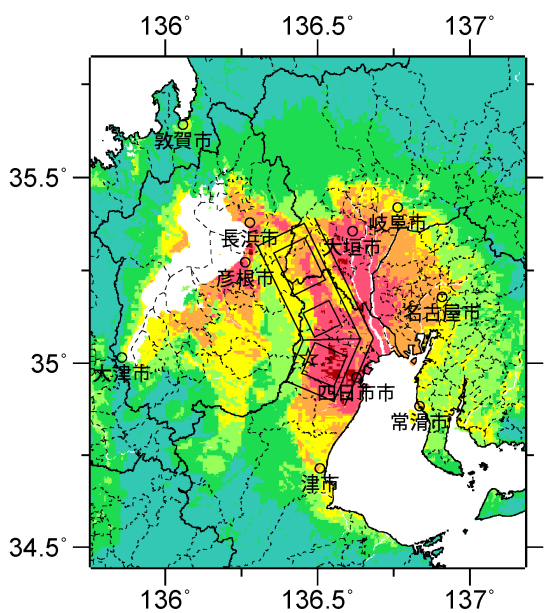 136° 136.5° 137°
敦賀市
35.5°
岐阜市
長浜市 大垣市
彦根市
名古屋市
35°
大津市
四日市市
常滑市
津市
34.5°
136° 136.5° 137°